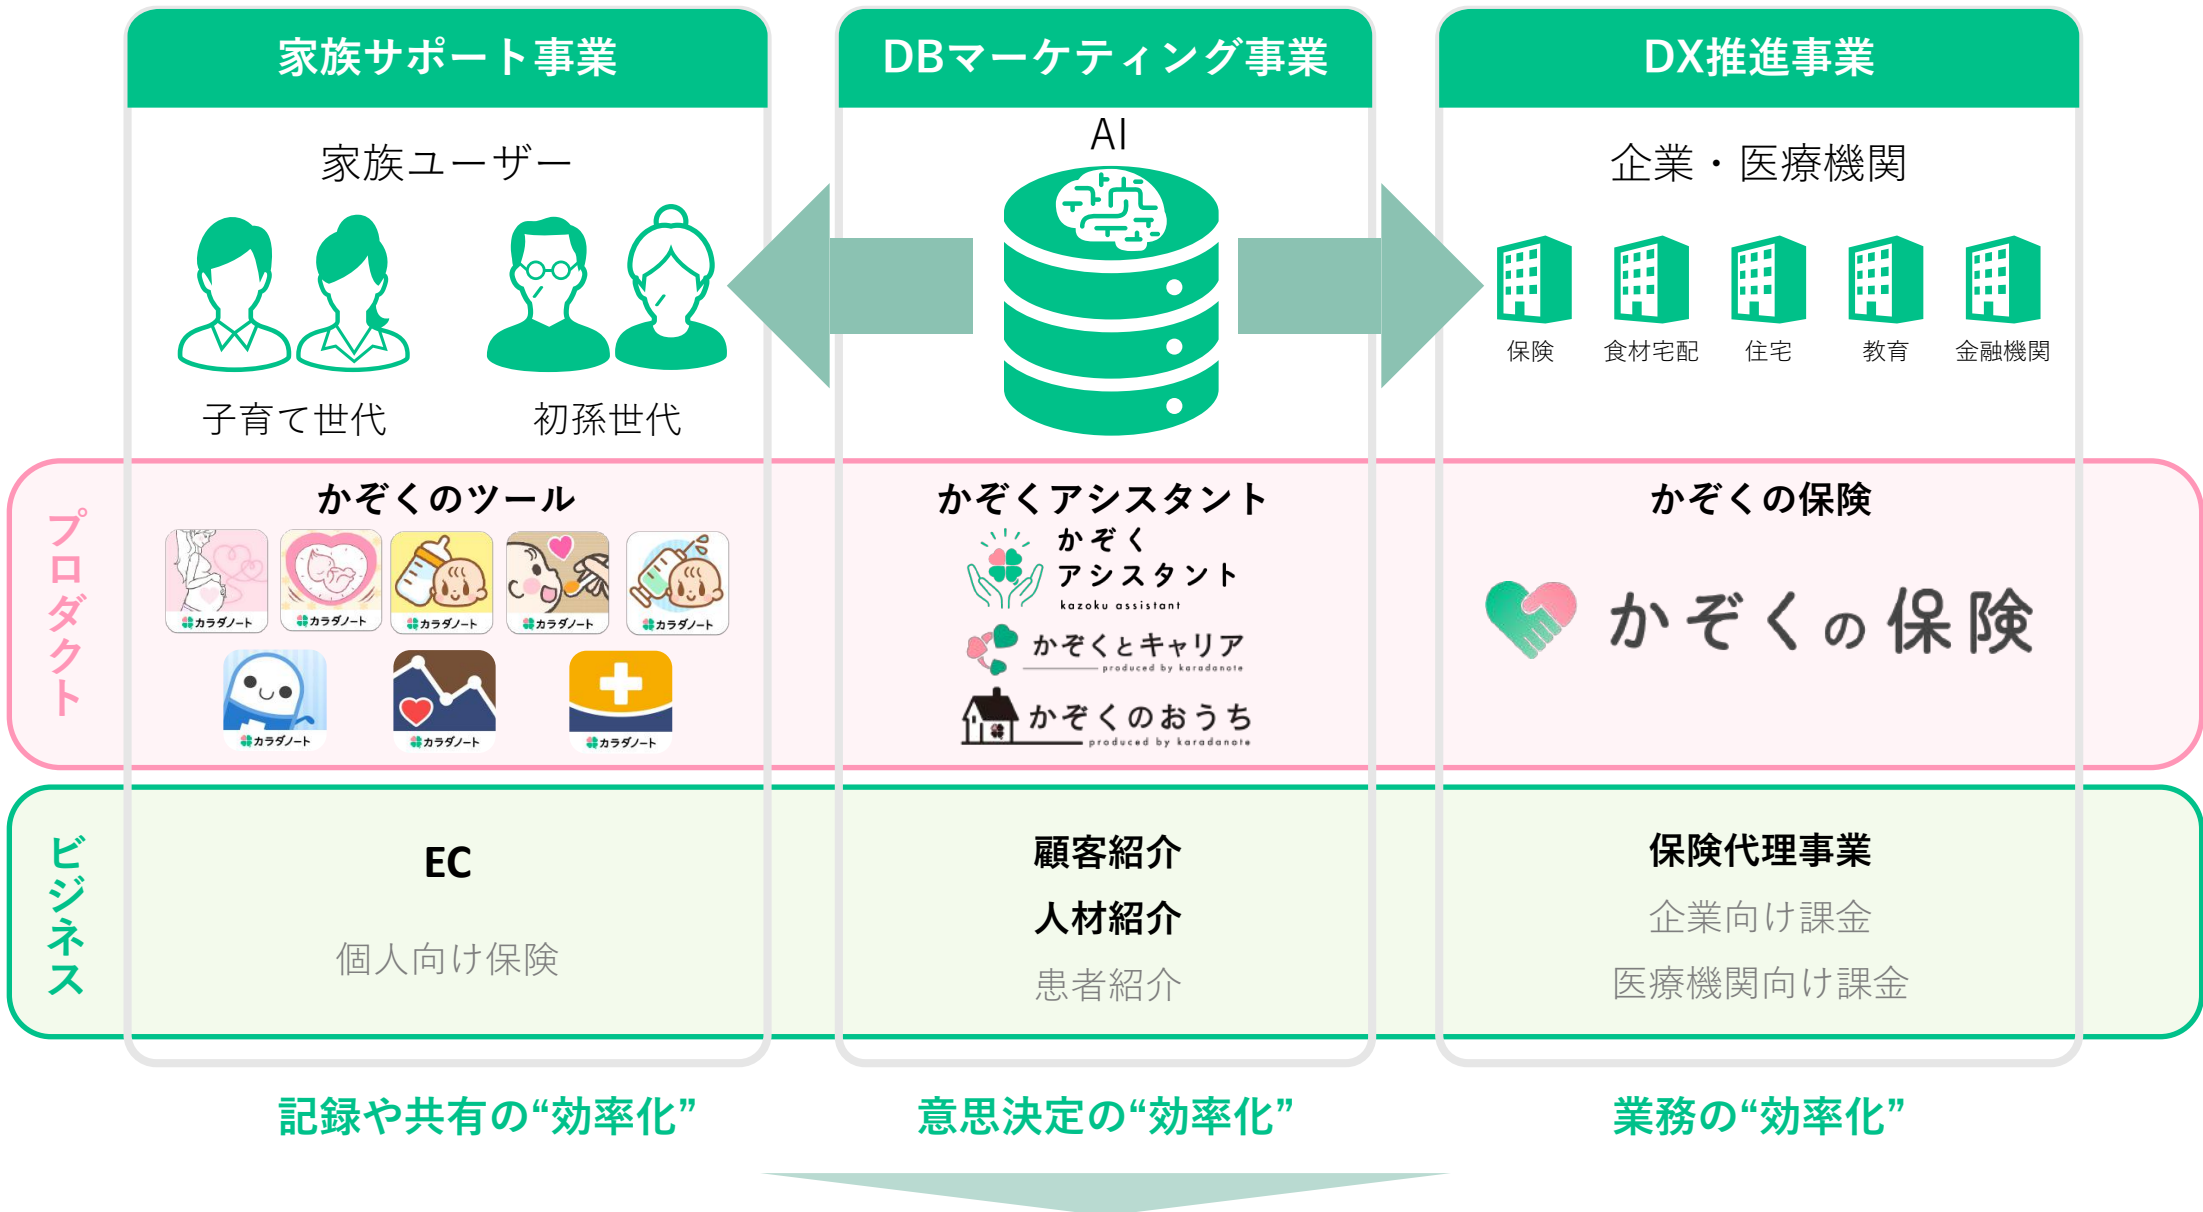 家族サポート事業
DBマーケティング事業
DX推進事業
家族ユーザー
子育て世代
初孫世代
AI
企業・医療機関
保険
食材宅配
住宅
教育
金融機関
プロダクト
かぞくのツール
カラダノート
カラダノート
カラダノート
カラダノート
カラダノート
カラダノート
カラダノート
カラダノート
かぞくアシスタント
かぞく
アシスタント
kazoku assistant
かぞくとキャリア
produced by karadanote
かぞくのおうち
produced by karadanote
かぞくの保険
かぞくの保険
ビジネス
EC
個人向け保険
顧客紹介
人材紹介
患者紹介
保険代理事業
企業向け課金
医療機関向け課金
記録や共有の“効率化”
意思決定の“効率化”
業務の“効率化”